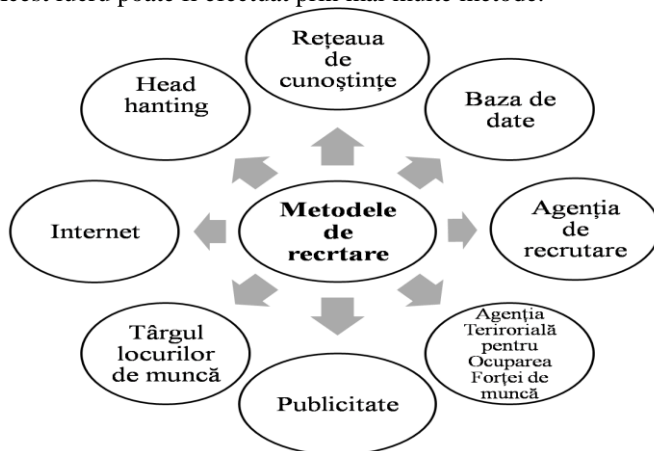 acest lucru poate fi efectuat prin mai multe metode.
Rețeaua
de
cunoștințe
Baza de
date
Agenția
de
recrutare
Agenția
Terirorială
pentru
Ocuparea
Forței de
muncă
Publicitate
Târgul
locurilor
de muncă
Internet
Head
hanting
Metodele
de
recrtare